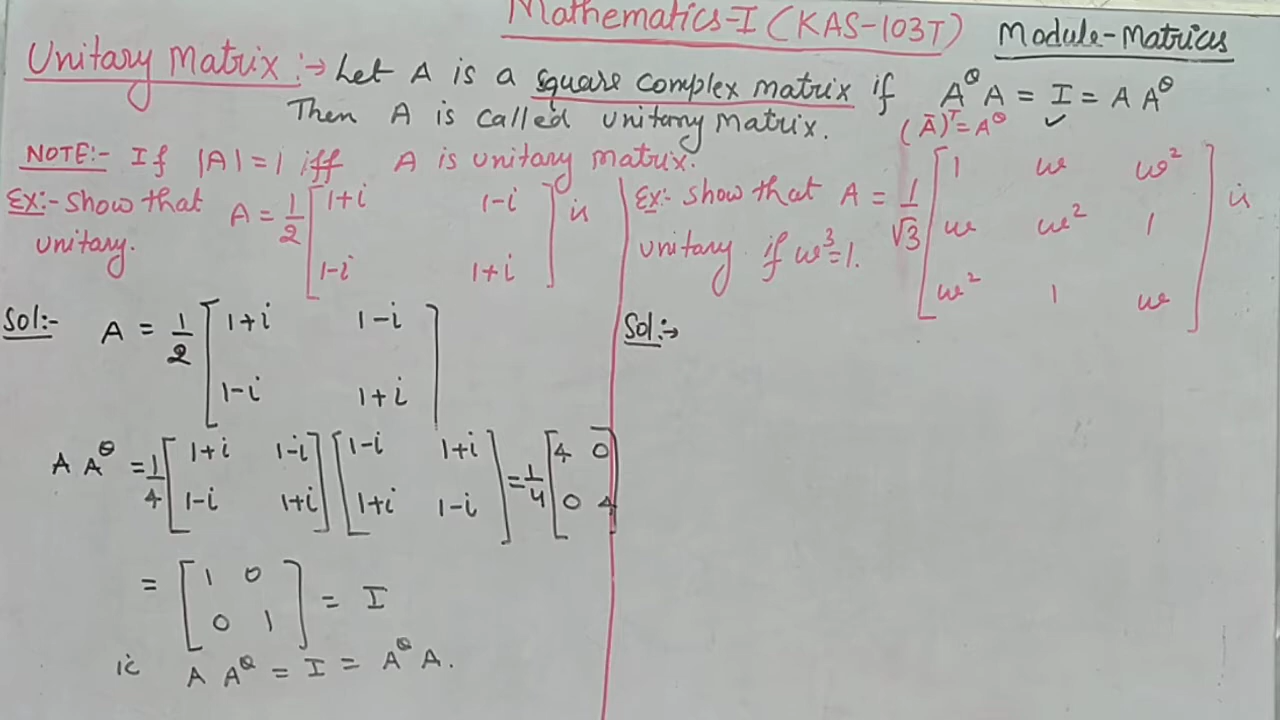 Mathematics-I (KAS-103T) Module-Matrices
Unitary Matrix :→ Let A is a square complex matrix if A^θ A = I = A A^θ
Then A is called unitary matrix. (Ā)^T = A^θ ✓
NOTE:- If |A| = 1 iff A is unitary matrix.
Ex:- Show that A = 1/2 [1+i 1-i
1-i 1+i] is
unitary.
Sol:- A = 1/2 [1+i 1-i
1-i 1+i]
A A^θ = 1/4 [1+i 1-i] [1-i 1+i] = 1/4 [4 0]
[1-i 1+i] [1+i 1-i] [0 4]
= [1 0
0 1] = I
ie A A^θ = I = A^θ A.
Ex:- Show that A = 1/√3 [1 w w²
w w² 1
w² 1 w] is
unitary if w³=1.
Sol:→